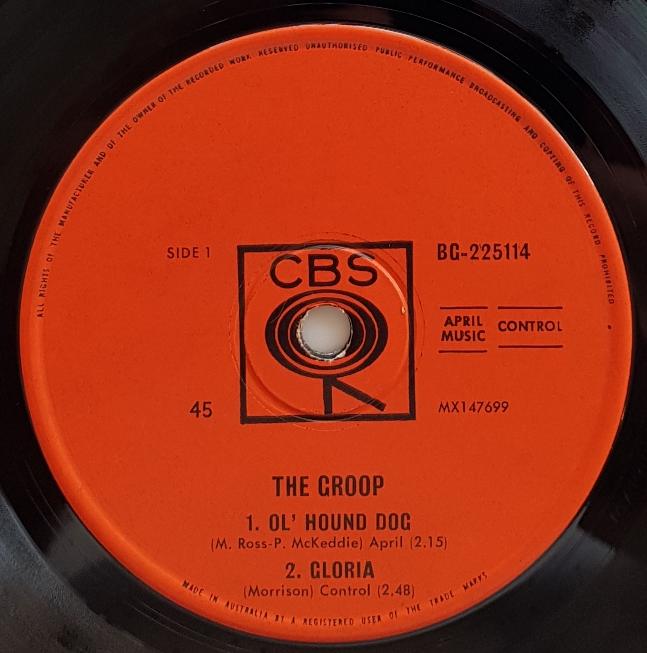 ALL RIGHTS OF THE MANUFACTURER AND OF THE OWNER OF THE RECORDED WORK RESERVED UNAUTHORISED PUBLIC PERFORMANCE BROADCASTING AND COPYING OF THIS RECORD PROHIBITED
SIDE 1
CBS
BG-225114
APRIL MUSIC
CONTROL
45
MX147699
THE GROOP
1. OL' HOUND DOG
(M. Ross-P. McKeddie) April (2.15)
2. GLORIA
(Morrison) Control (2.48)
MADE IN AUSTRALIA BY A REGISTERED USER OF THE TRADE MARKS